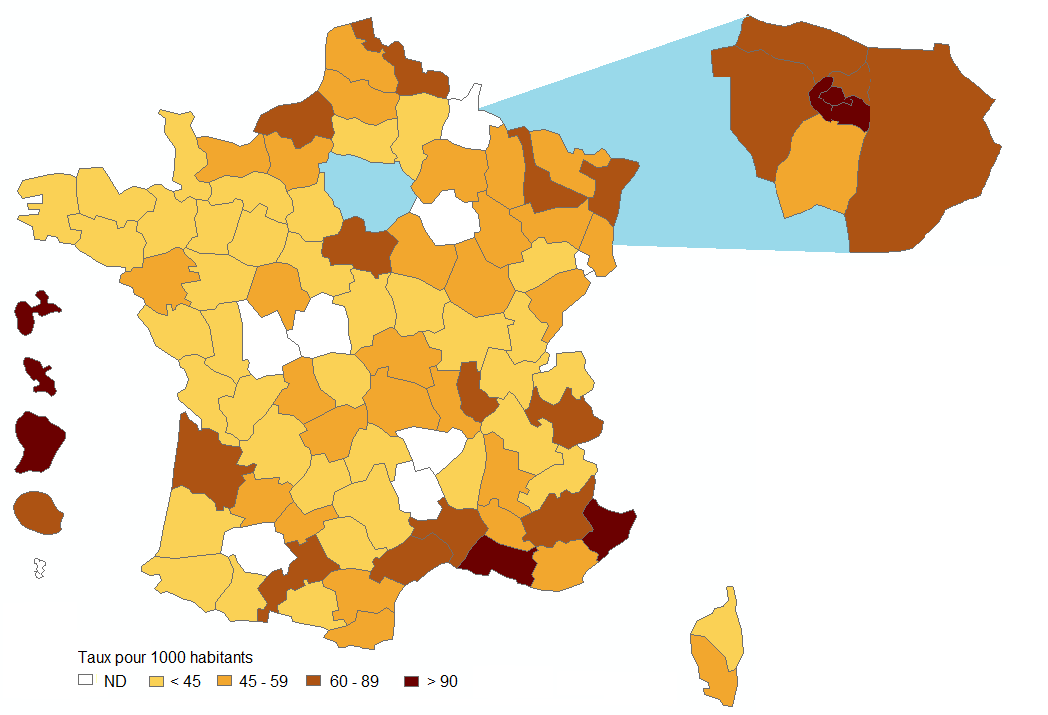 Taux pour 1000 habitants
ND < 45 45 - 59 60 - 89 > 90